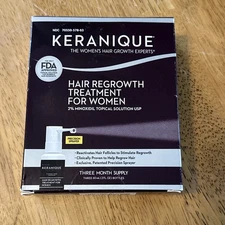 KERANIQUE
THE WOMEN'S HAIR GROWTH EXPERTS
FDA
HAIR REGROWTH
TREATMENT
FOR WOMEN
2% MINOXIDIL TOPICAL SOLUTION USP
KERANIQUE
• Reactivates Hair Follicles to Stimulate Regrowth
• Clinically Proven to Help Regrow Hair
• Exclusive, Patented Precision Sprayer
THREE MONTH SUPPLY